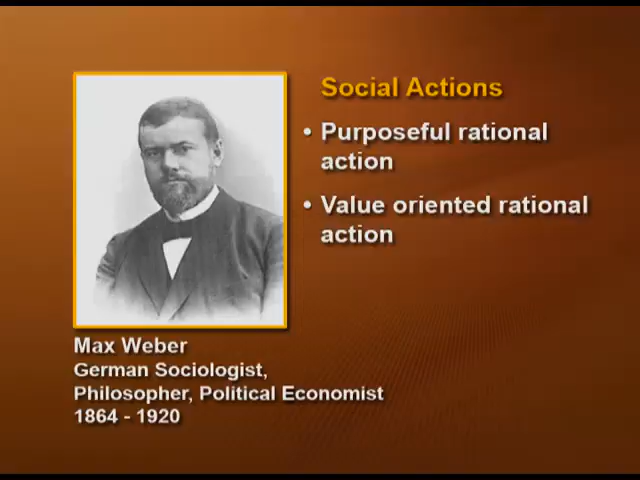 Social Actions
• Purposeful rational
action
• Value oriented rational
action
Max Weber
German Sociologist,
Philosopher, Political Economist
1864 - 1920